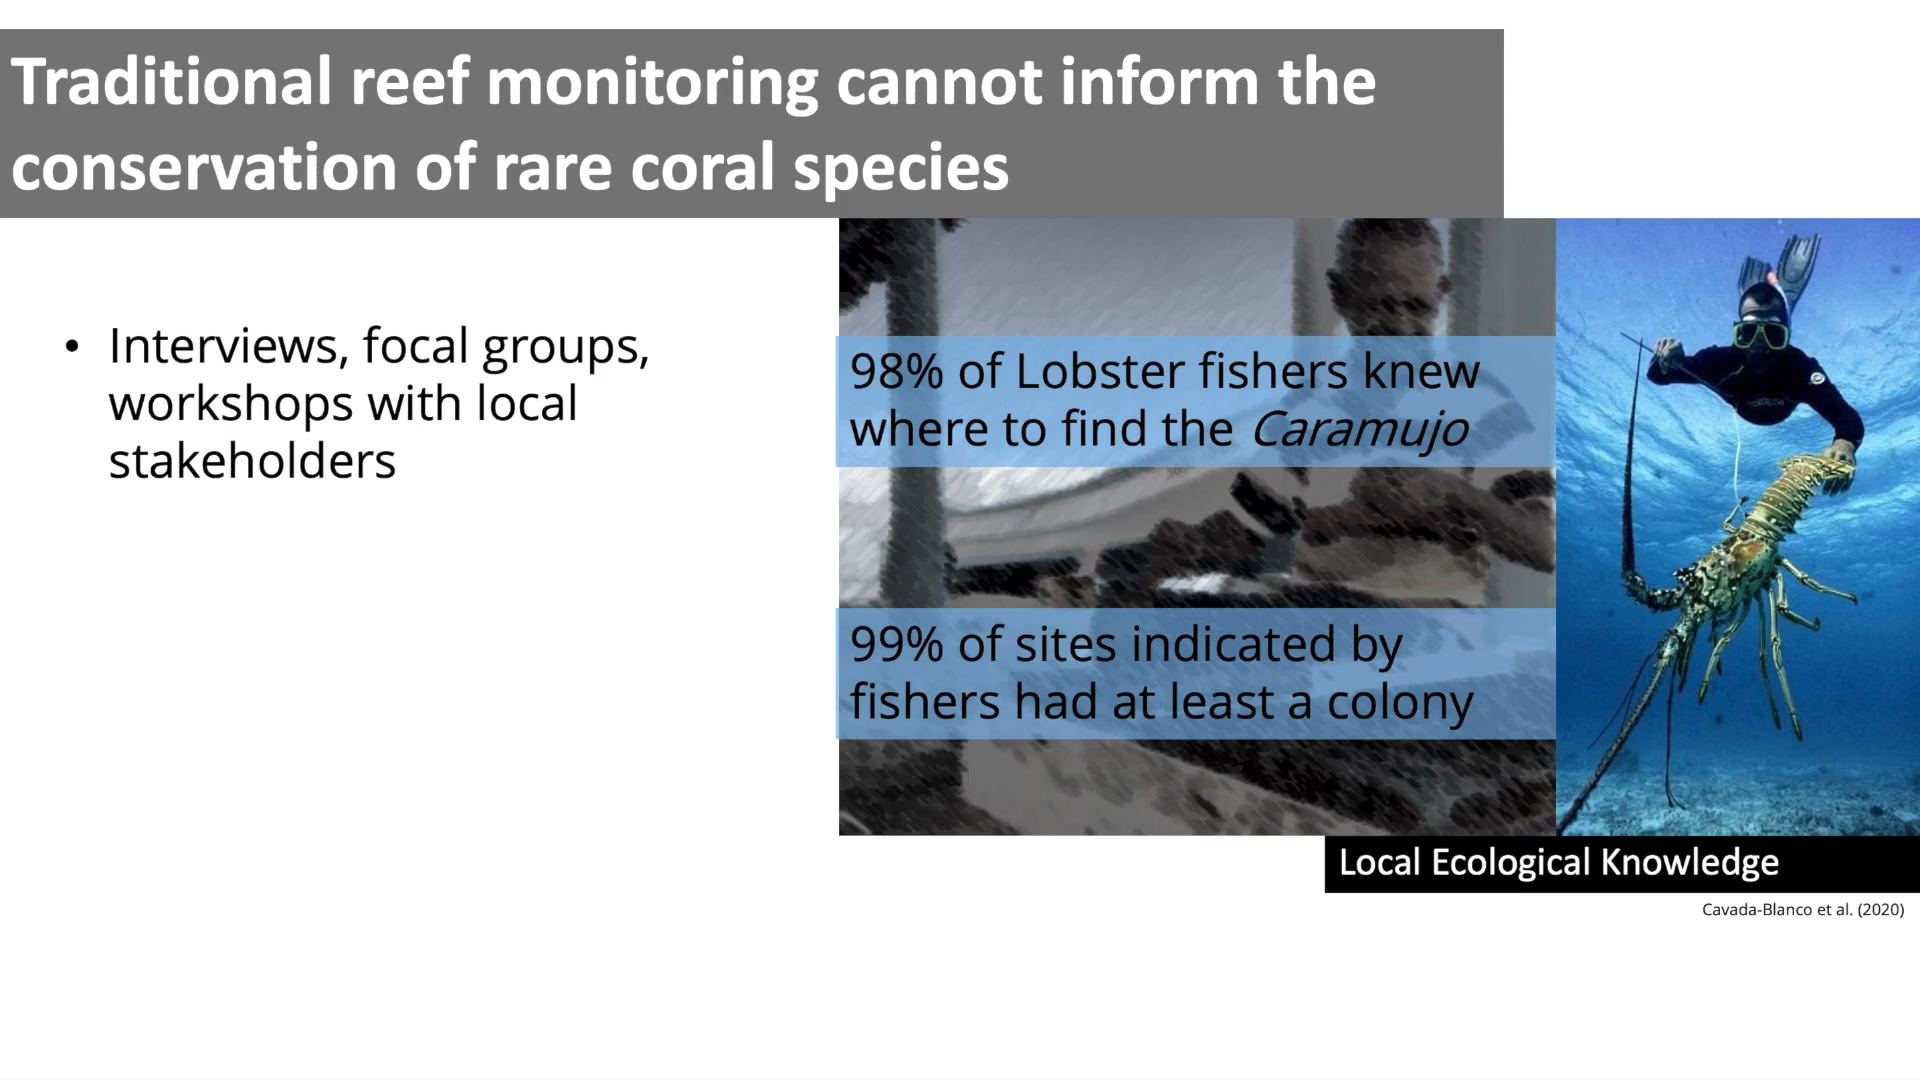 Traditional reef monitoring cannot inform the
conservation of rare coral species
• Interviews, focal groups,
workshops with local
stakeholders
98% of Lobster fishers knew
where to find the Caramujo
99% of sites indicated by
fishers had at least a colony
Local Ecological Knowledge
Cavada-Blanco et al. (2020)